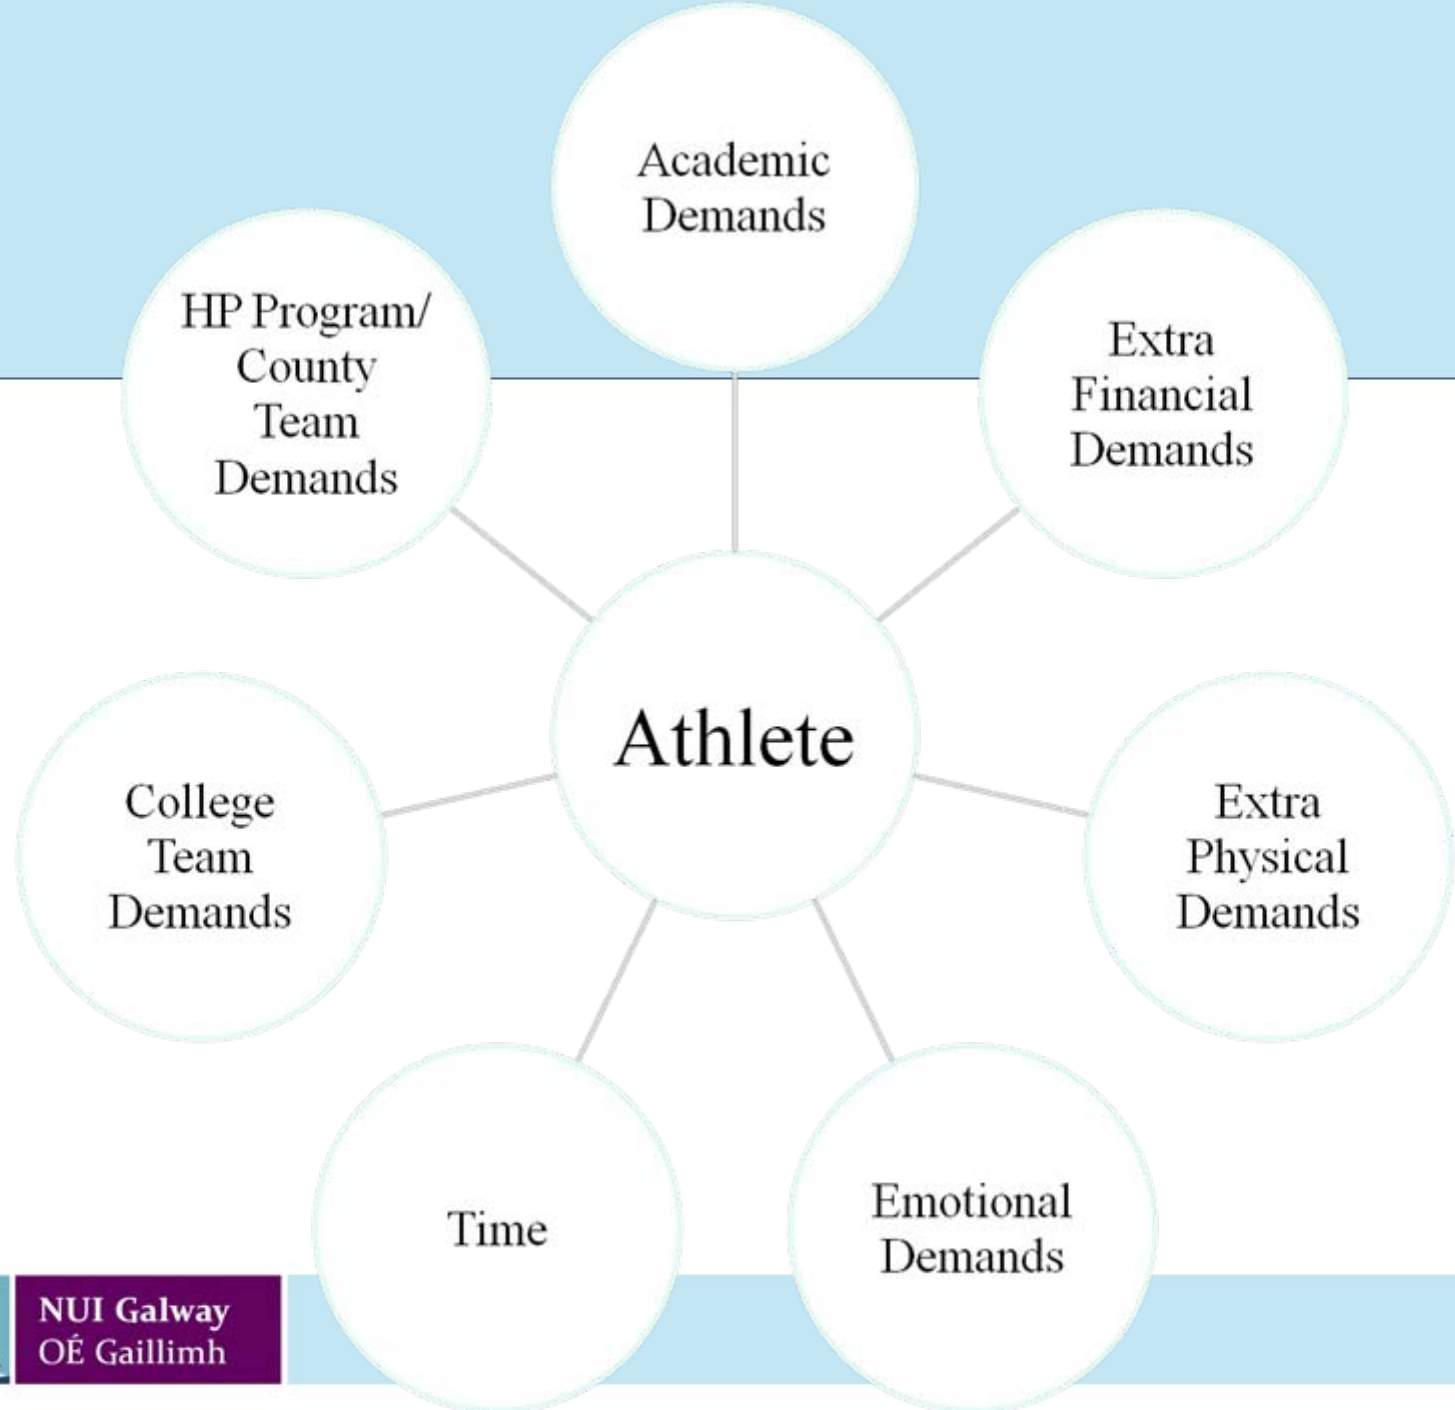 Academic
Demands
Extra
Financial
Demands
Extra
Physical
Demands
Emotional
Demands
Time
College
Team
Demands
HP Program/
County
Team
Demands
Athlete
NUI Galway
OÉ Gaillimh